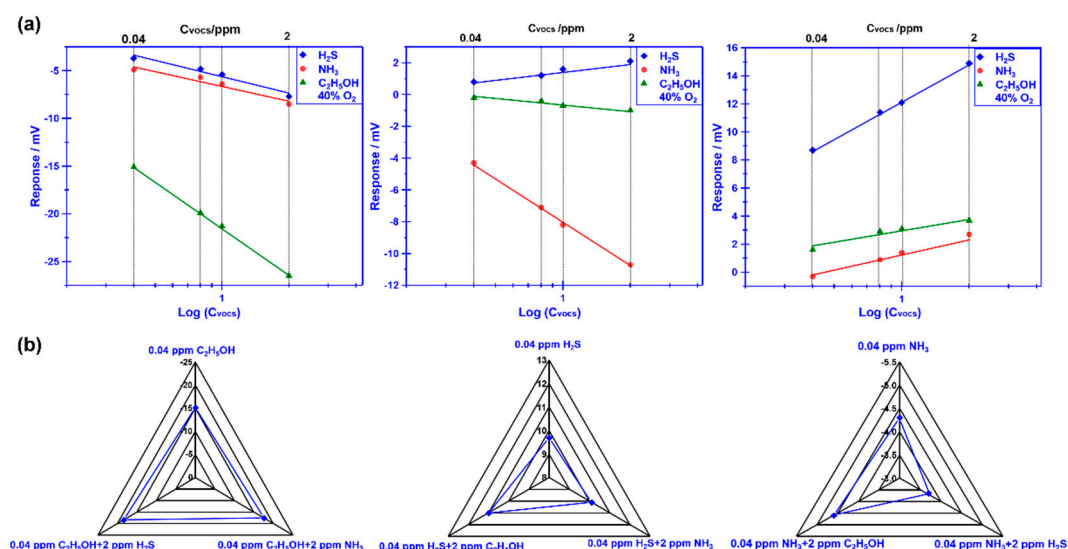 (a)
Cvocs/ppm
0.04
2
H₂S
NH₃
C₂H₅OH
40% O₂
-5
-10
-15
-20
-25
Reponse / mV
1
Log (Cvocs)
Cvocs/ppm
0.04
2
H₂S
NH₃
C₂H₅OH
40% O₂
4
2
0
-2
-4
-6
-8
-10
-12
Response / mV
1
Log (Cvocs)
Cvocs/ppm
0.04
2
H₂S
NH₃
C₂H₅OH
40% O₂
16
14
12
10
8
6
4
2
0
Response / mV
1
Log (Cvocs)
(b)
0.04 ppm C₂H₅OH
-25
-20
-15
-10
-5
0
0.04 ppm C₂H₅OH+2 ppm H₂S
0.04 ppm C₂H₅OH+2 ppm NH₃
0.04 ppm H₂S
13
12
11
10
9
8
0.04 ppm H₂S+2 ppm C₂H₅OH
0.04 ppm H₂S+2 ppm NH₃
0.04 ppm NH₃
-5.5
-5.0
-4.5
-4.0
-3.5
-3.0
0.04 ppm NH₃+2 ppm C₂H₅OH
0.04 ppm NH₃+2 ppm H₂S